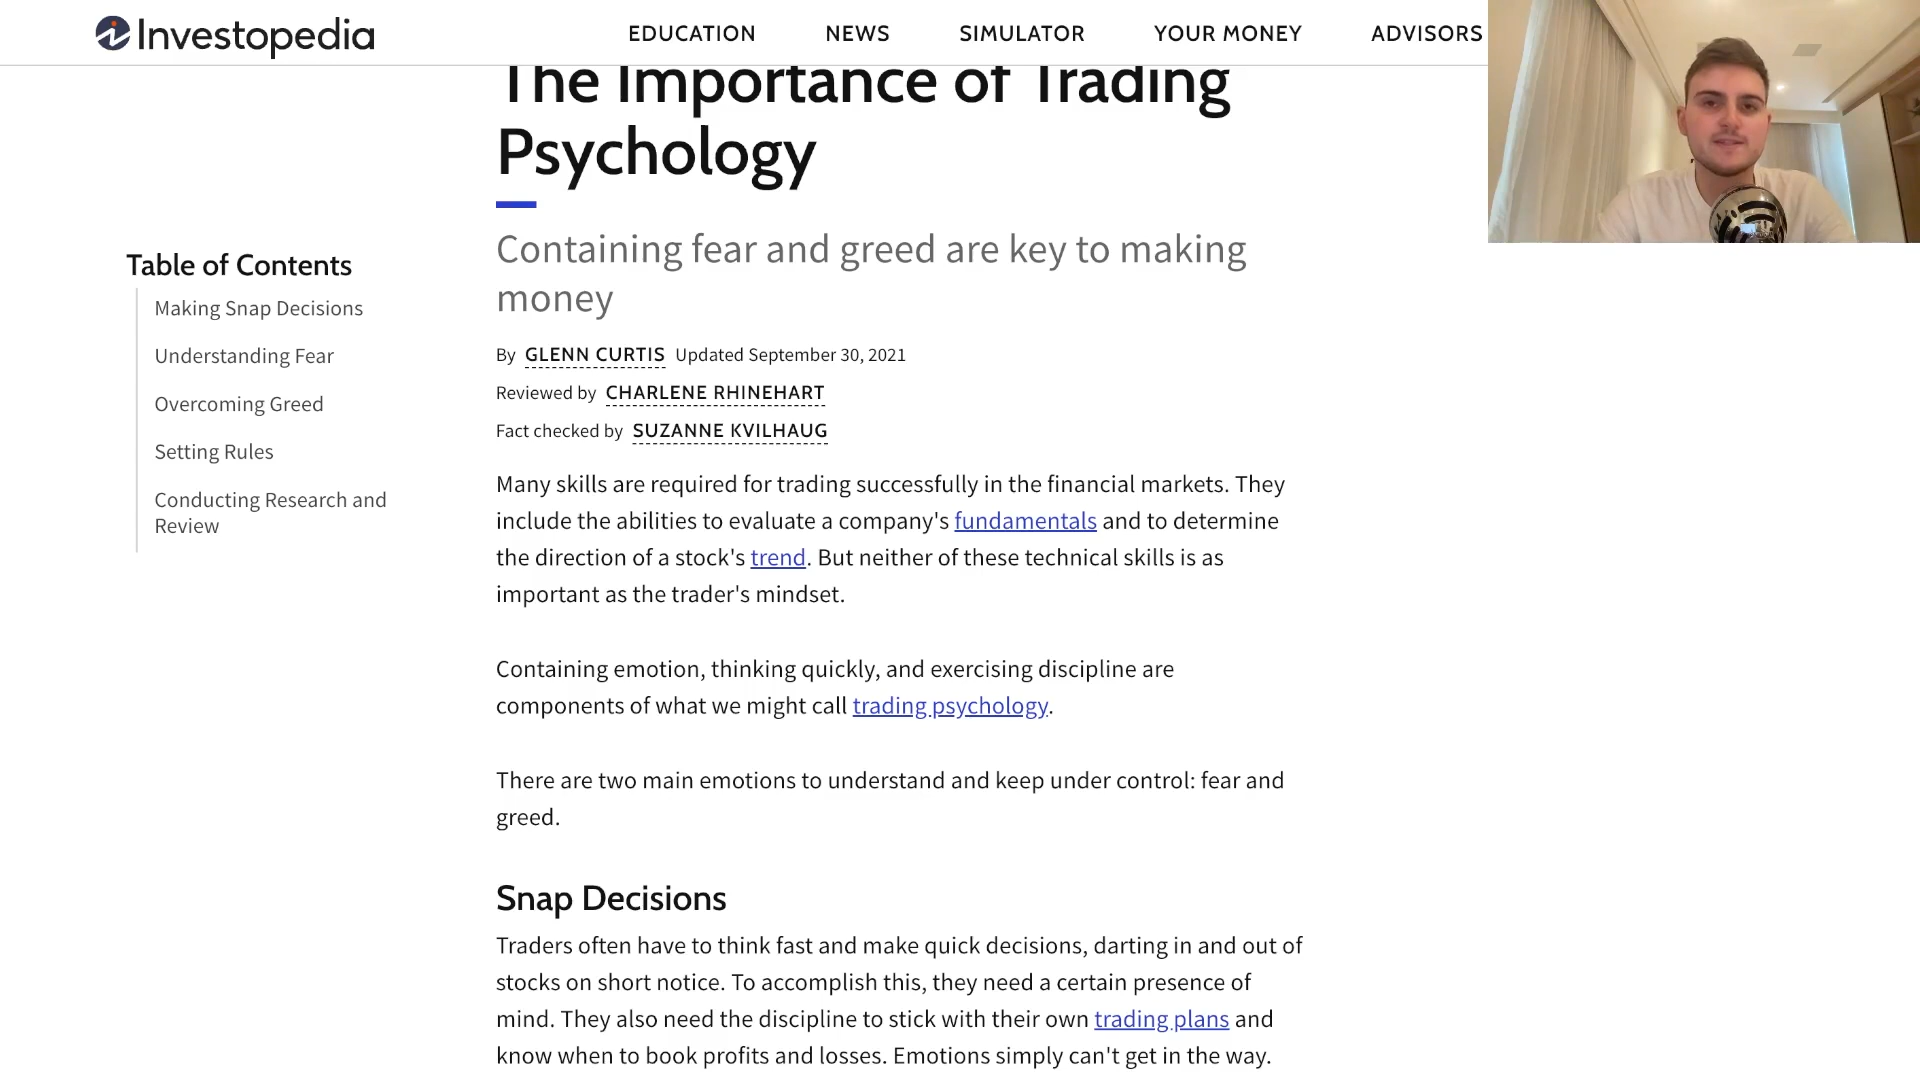 Investopedia
EDUCATION NEWS SIMULATOR YOUR MONEY ADVISORS
The Importance of Trading
Psychology
Containing fear and greed are key to making
money
By GLENN CURTIS Updated September 30, 2021
Reviewed by CHARLENE RHINEHART
Fact checked by SUZANNE KVILHAUG
Table of Contents
Making Snap Decisions
Understanding Fear
Overcoming Greed
Setting Rules
Conducting Research and
Review
Many skills are required for trading successfully in the financial markets. They
include the abilities to evaluate a company's fundamentals and to determine
the direction of a stock's trend. But neither of these technical skills is as
important as the trader's mindset.
Containing emotion, thinking quickly, and exercising discipline are
components of what we might call trading psychology.
There are two main emotions to understand and keep under control: fear and
greed.
Snap Decisions
Traders often have to think fast and make quick decisions, darting in and out of
stocks on short notice. To accomplish this, they need a certain presence of
mind. They also need the discipline to stick with their own trading plans and
know when to book profits and losses. Emotions simply can't get in the way.